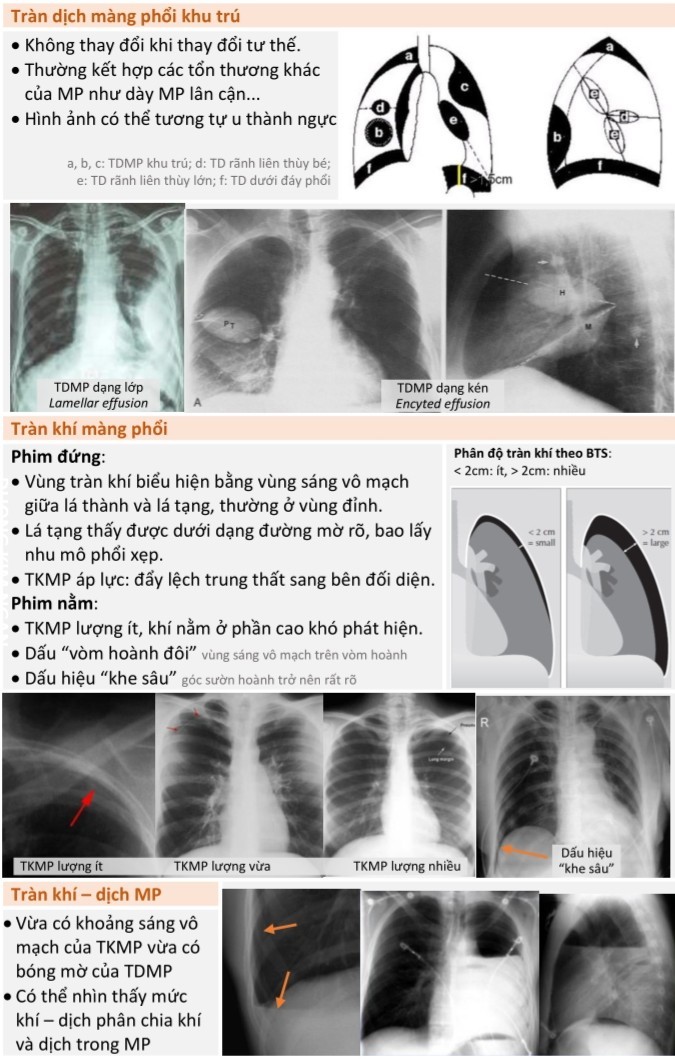 Tràn dịch màng phổi khu trú
• Không thay đổi khi thay đổi tư thế.
• Thường kết hợp các tổn thương khác
của MP như dày MP lân cận...
• Hình ảnh có thể tương tự u thành ngực
a, b, c: TDMP khu trú; d: TD rãnh liên thùy bé;
e: TD rãnh liên thùy lớn; f: TD dưới đáy phổi
a
c
d
b
e
f
f >1,5cm
a
e
d
b
e
f
PT
A
H
M
TDMP dạng lớp
Lamellar effusion
TDMP dạng kén
Encyted effusion
Tràn khí màng phổi
Phim đứng:
• Vùng tràn khí biểu hiện bằng vùng sáng vô mạch
giữa lá thành và lá tạng, thường ở vùng đỉnh.
• Lá tạng thấy được dưới dạng đường mờ rõ, bao lấy
nhu mô phổi xẹp.
• TKMP áp lực: đẩy lệch trung thất sang bên đối diện.
Phim nằm:
• TKMP lượng ít, khí nằm ở phần cao khó phát hiện.
• Dấu “vòm hoành đôi” vùng sáng vô mạch trên vòm hoành
• Dấu hiệu “khe sâu” góc sườn hoành trở nên rất rõ
Phân độ tràn khí theo BTS:
< 2cm: ít, > 2cm: nhiều
< 2 cm
= small
> 2 cm
= large
Lung margin
R
TKMP lượng ít
TKMP lượng vừa
TKMP lượng nhiều
Dấu hiệu
“khe sâu”
Tràn khí – dịch MP
• Vừa có khoảng sáng vô
mạch của TKMP vừa có
bóng mờ của TDMP
• Có thể nhìn thấy mức
khí – dịch phân chia khí
và dịch trong MP